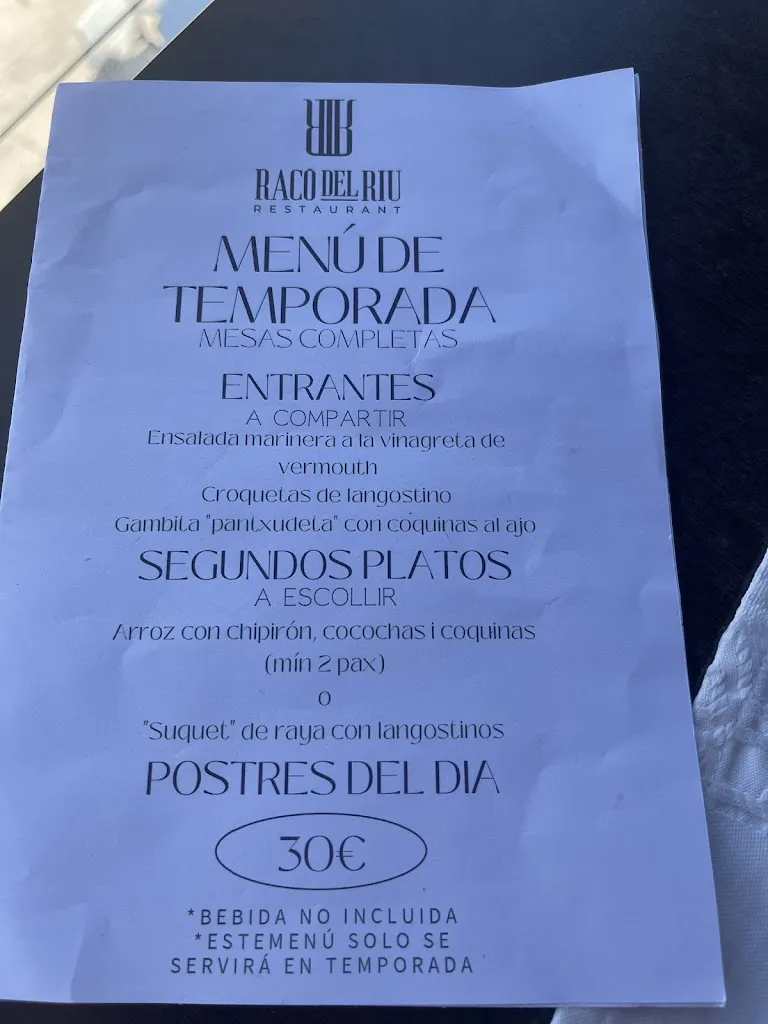 RACO DEL RIU
RESTAURANT
MENÚ DE
TEMPORADA
MESAS COMPLETAS
ENTRANTES
A COMPARTIR
Ensalada marinera a la vinagreta de
vermouth
Croquetas de langostino
Gambita "pantxudeta" con coquinas al ajo
SEGUNDOS PLATOS
A ESCOLLIR
Arroz con chipirón, cocochas i coquinas
(mín 2 pax)
o
"Suquet" de raya con langostinos
POSTRES DEL DIA
30€
*BEBIDA NO INCLUIDA
*ESTEMENÚ SOLO SE
SERVIRÁ EN TEMPORADA